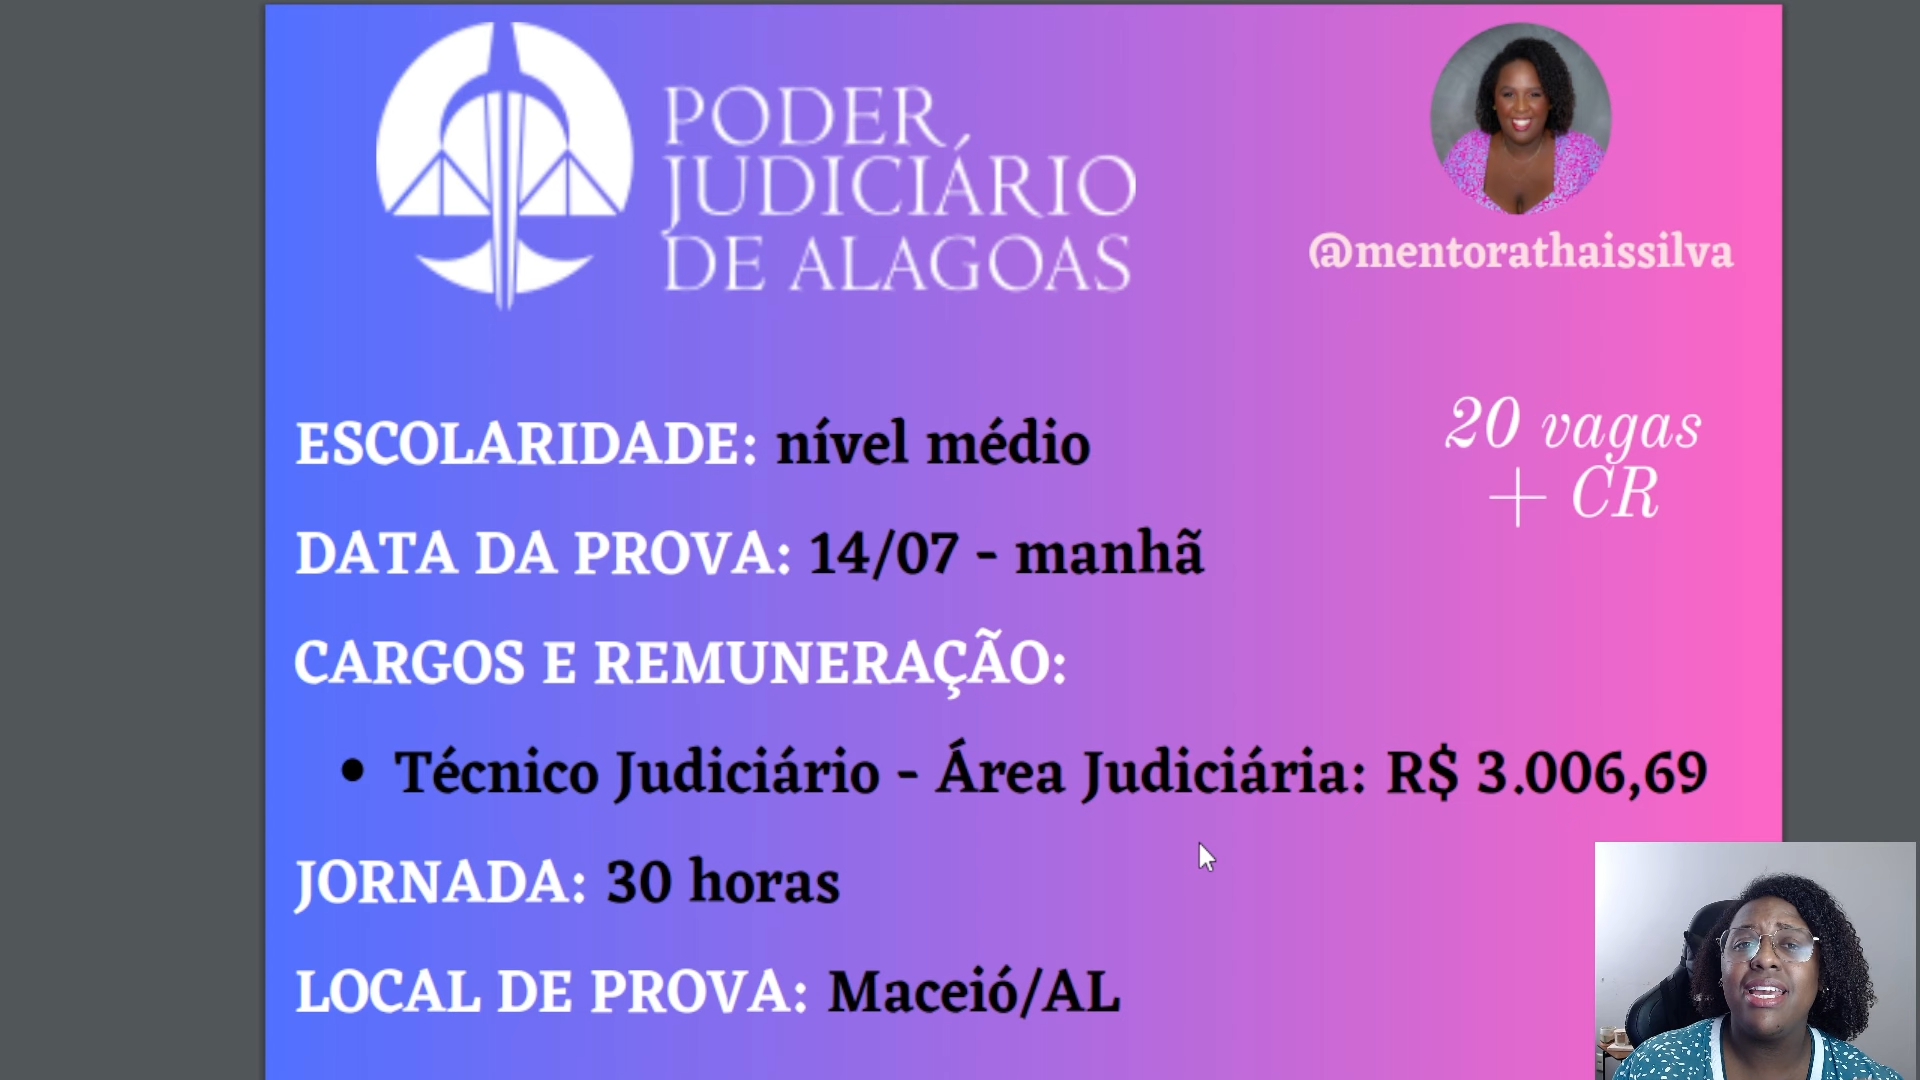 PODER
JUDICIÁRIO
DE ALAGOAS
@mentorathaissilva
20 vagas
+ CR
ESCOLARIDADE: nível médio
DATA DA PROVA: 14/07 - manhã
CARGOS E REMUNERAÇÃO:
• Técnico Judiciário - Área Judiciária: R$ 3.006,69
JORNADA: 30 horas
LOCAL DE PROVA: Maceió/AL